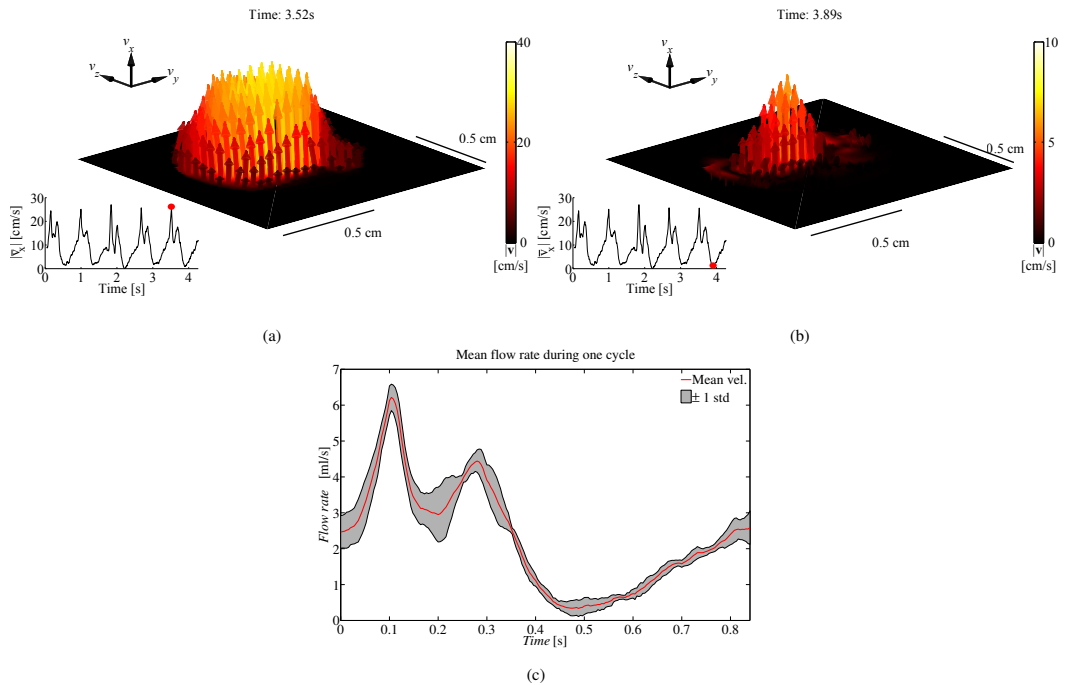 Time: 3.52s
v_x
v_z
v_y
40
20
0
|v|
[cm/s]
0.5 cm
0.5 cm
30
20
10
0
|v̅_x| [cm/s]
0 1 2 3 4
Time [s]
(a)
Time: 3.89s
v_x
v_z
v_y
10
5
0
|v|
[cm/s]
0.5 cm
0.5 cm
30
20
10
0
|v̅_x| [cm/s]
0 1 2 3 4
Time [s]
(b)
Mean flow rate during one cycle
7
6
5
4
3
2
1
0
Flow rate [ml/s]
Mean vel.
± 1 std
0 0.1 0.2 0.3 0.4 0.5 0.6 0.7 0.8
Time [s]
(c)